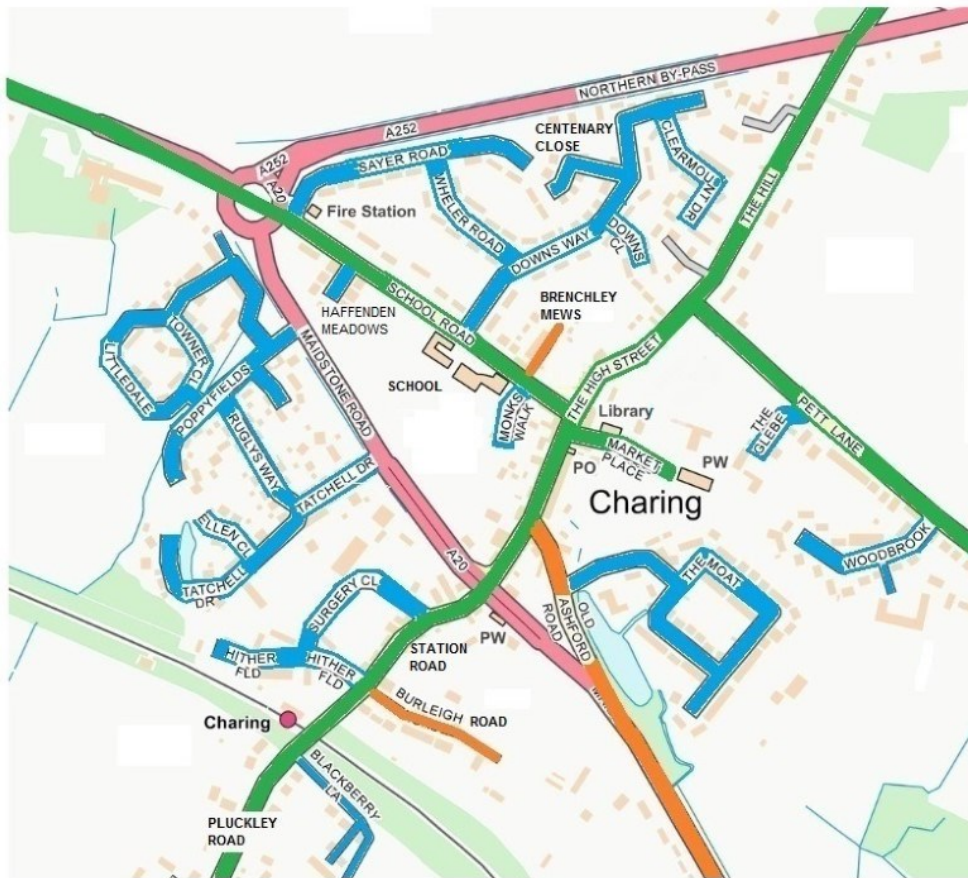 NORTHERN BY-PASS
A252
A252
A20
SAYER ROAD
CENTENARY
CLOSE
CLEARMOUNT DR
THE HILL
Fire Station
WHELER ROAD
DOWNS WAY
DOWNS
CL
HAFFENDEN
MEADOWS
SCHOOL ROAD
BRENCHLEY
MEWS
TOWNER CL
LITTLEDALE
POPPYFIELDS
MAIDSTONE ROAD
SCHOOL
THE HIGH STREET
MONKS
WALK
Library
MARKET
PLACE
PO
PW
THE
GLEBE
PETT LANE
RUGLYS WAY
TATCHELL DR
Charing
ELLEN CL
TATCHELL
DR
A20
WOODBROOK
THE MOAT
SURGERY CL
OLD
ASHFORD
ROAD
PW
STATION
ROAD
HITHER
FLD
HITHER
FLD
BURLEIGH ROAD
Charing
BLACKBERRY
LA
PLUCKLEY
ROAD